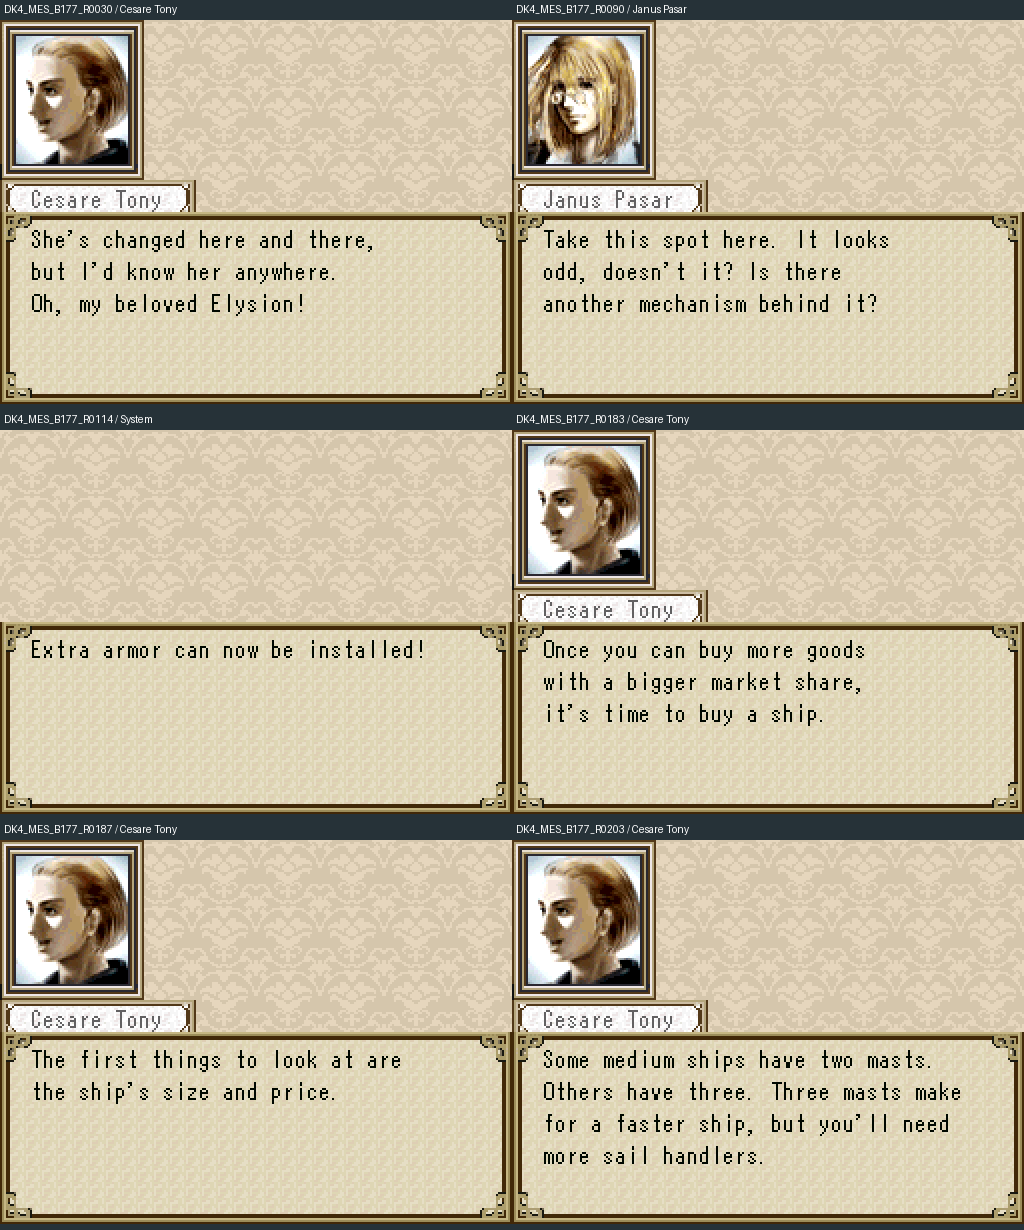 DK4_MES_B177_R0030 / Cesare Tony
Cesare Tony
She's changed here and there,
but I'd know her anywhere.
Oh, my beloved Elysion!
DK4_MES_B177_R0090 / Janus Pasar
Janus Pasar
Take this spot here. It looks
odd, doesn't it? Is there
another mechanism behind it?
DK4_MES_B177_R0114 / System
Extra armor can now be installed!
DK4_MES_B177_R0183 / Cesare Tony
Cesare Tony
Once you can buy more goods
with a bigger market share,
it's time to buy a ship.
DK4_MES_B177_R0187 / Cesare Tony
Cesare Tony
The first things to look at are
the ship's size and price.
DK4_MES_B177_R0203 / Cesare Tony
Cesare Tony
Some medium ships have two masts.
Others have three. Three masts make
for a faster ship, but you'll need
more sail handlers.